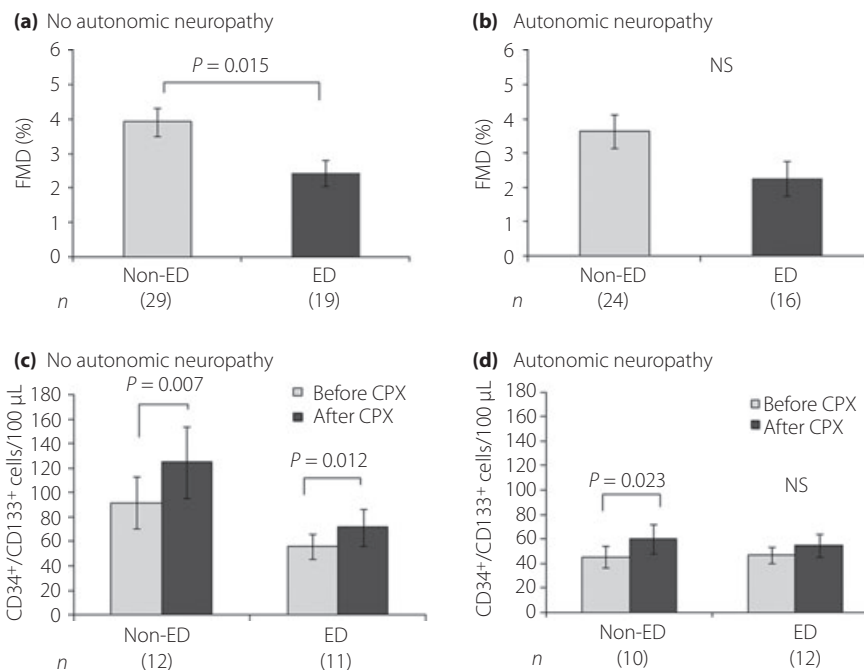 (a) No autonomic neuropathy
6
5
4
3
2
1
0
FMD (%)
P = 0.015
Non-ED
ED
n
(29)
(19)
(b) Autonomic neuropathy
6
5
4
3
2
1
0
FMD (%)
NS
Non-ED
ED
n
(24)
(16)
(c) No autonomic neuropathy
180
160
140
120
100
80
60
40
20
0
CD34+/CD133+ cells/100 µL
P = 0.007
Before CPX
After CPX
P = 0.012
Non-ED
ED
n
(12)
(11)
(d) Autonomic neuropathy
180
160
140
120
100
80
60
40
20
0
CD34+/CD133+ cells/100 µL
Before CPX
After CPX
P = 0.023
NS
Non-ED
ED
n
(10)
(12)